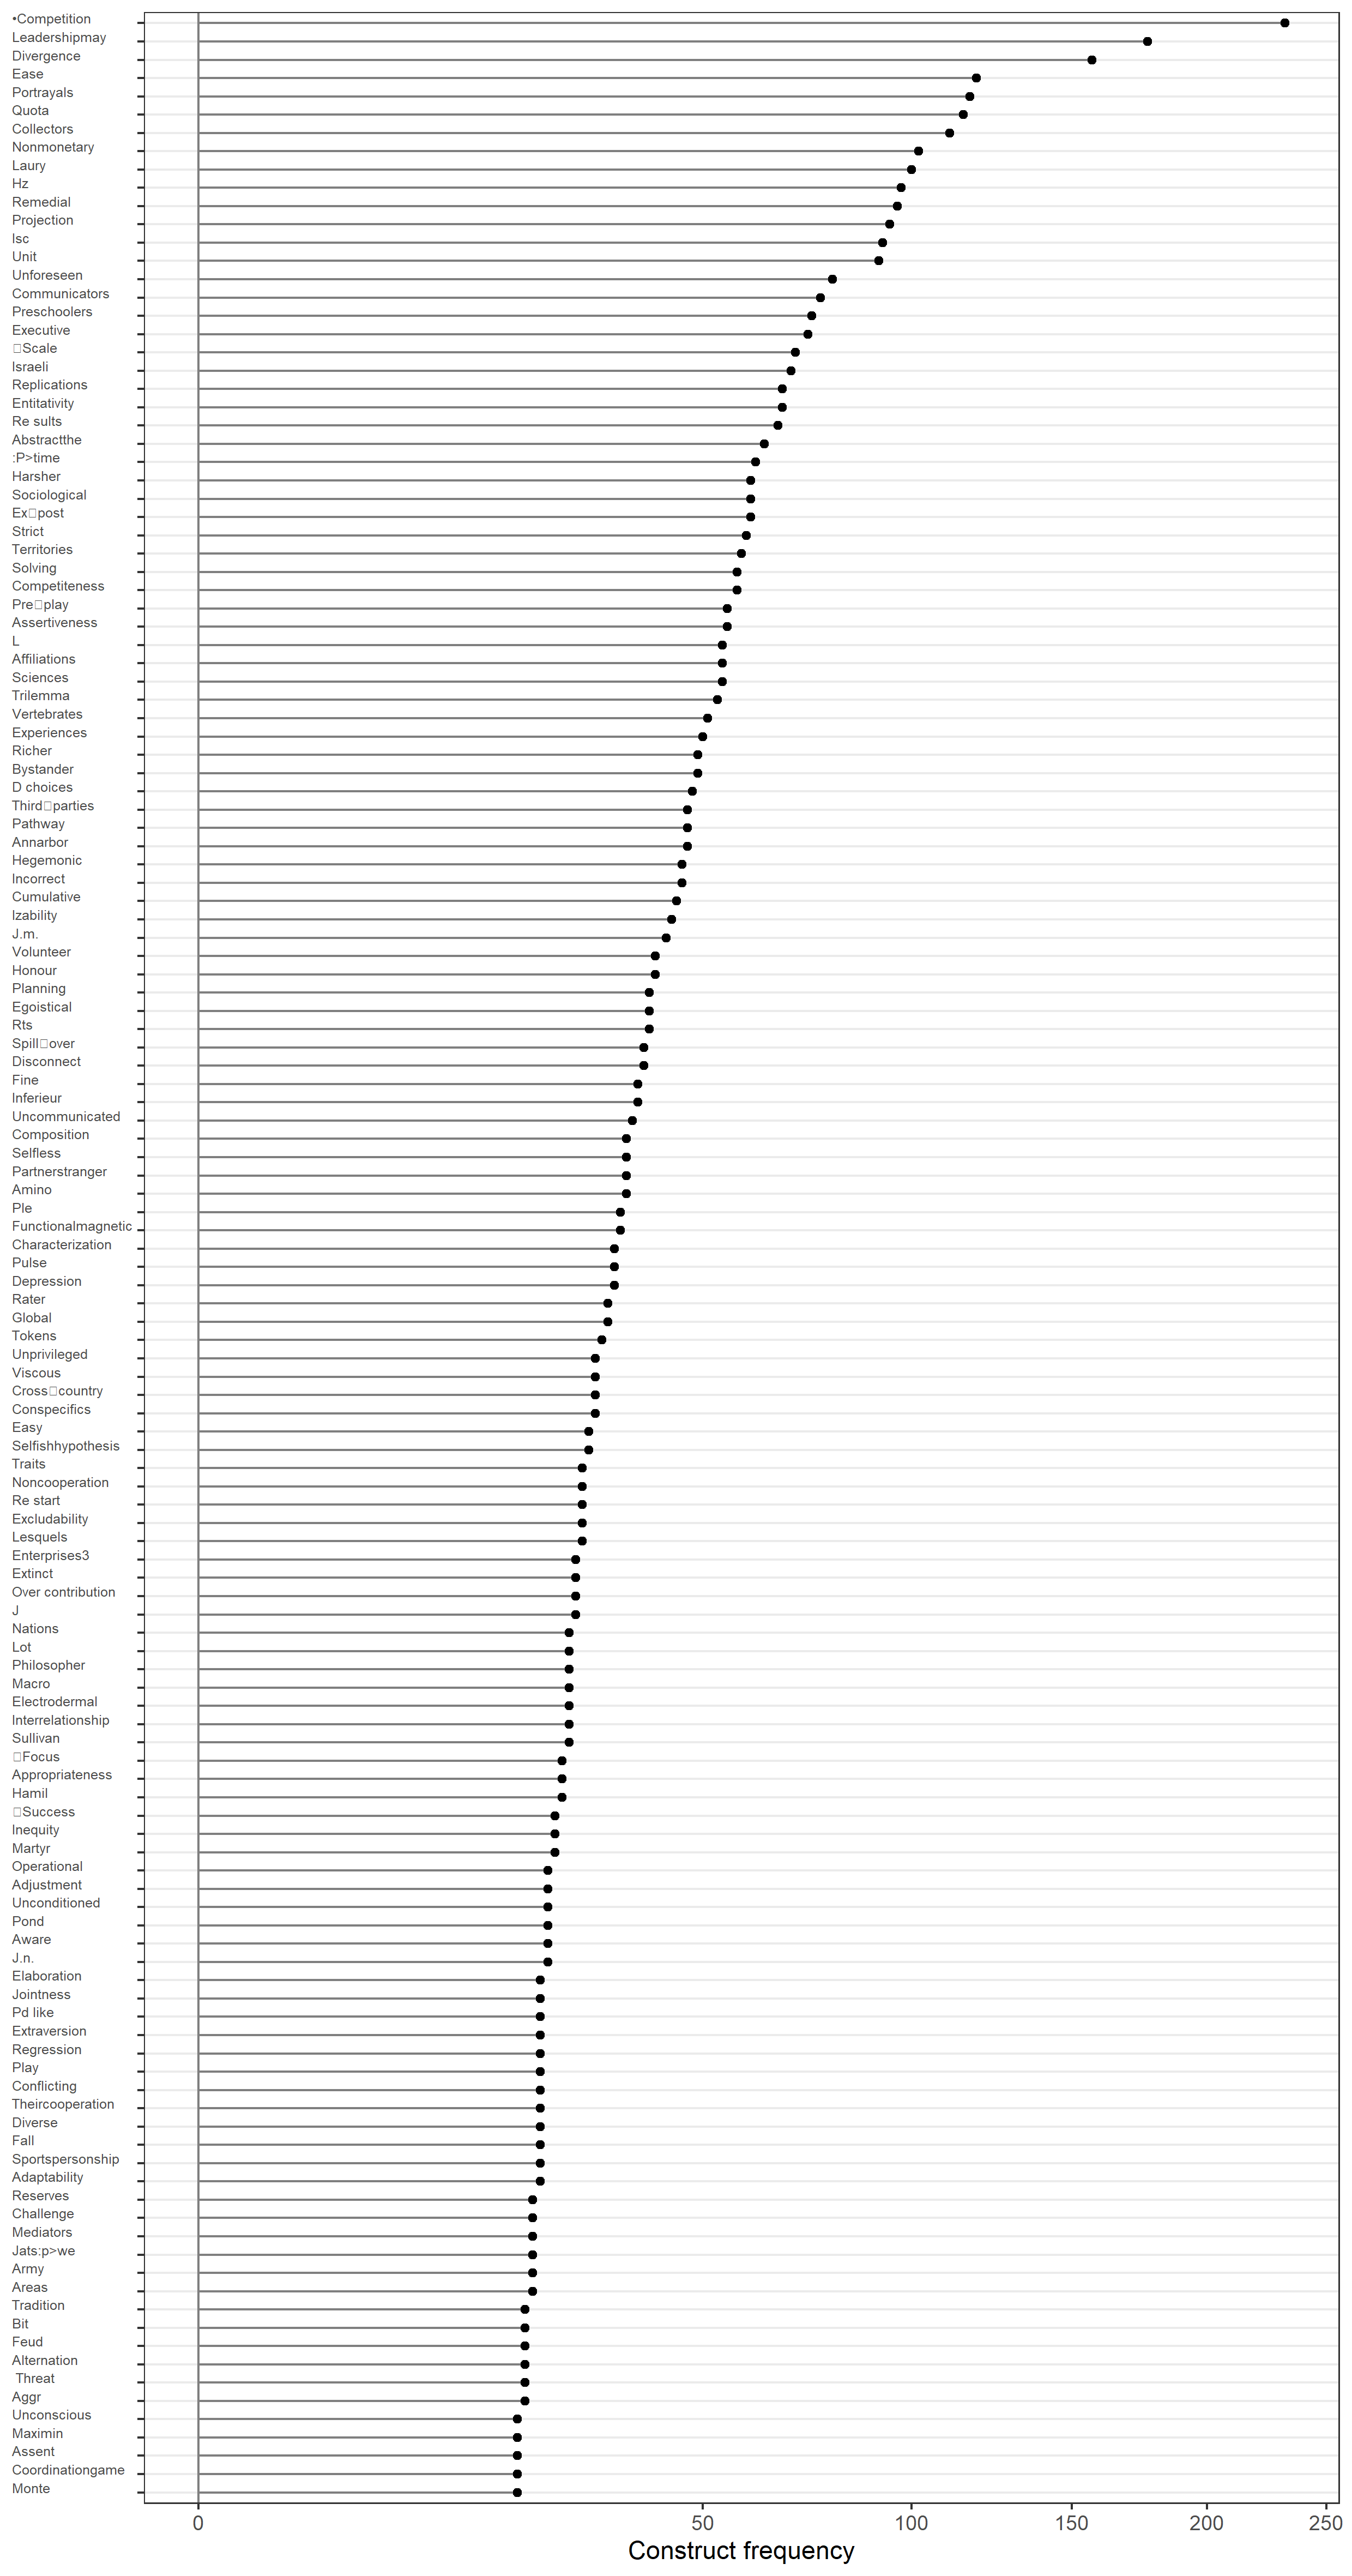 •Competition
Leadershipmay
Divergence
Ease
Portrayals
Quota
Collectors
Nonmonetary
Laury
Hz
Remedial
Projection
Isc
Unit
Unforeseen
Communicators
Preschoolers
Executive
□Scale
Israeli
Replications
Entitativity
Re sults
Abstractthe
:P>time
Harsher
Sociological
Ex□post
Strict
Territories
Solving
Competiteness
Pre□play
Assertiveness
L
Affiliations
Sciences
Trilemma
Vertebrates
Experiences
Richer
Bystander
D choices
Third□parties
Pathway
Annarbor
Hegemonic
Incorrect
Cumulative
Izability
J.m.
Volunteer
Honour
Planning
Egoistical
Rts
Spill□over
Disconnect
Fine
Inferieur
Uncommunicated
Composition
Selfless
Partnerstranger
Amino
Ple
Functionalmagnetic
Characterization
Pulse
Depression
Rater
Global
Tokens
Unprivileged
Viscous
Cross□country
Conspecifics
Easy
Selfishhypothesis
Traits
Noncooperation
Re start
Excludability
Lesquels
Enterprises3
Extinct
Over contribution
J
Nations
Lot
Philosopher
Macro
Electrodermal
Interrelationship
Sullivan
□Focus
Appropriateness
Hamil
□Success
Inequity
Martyr
Operational
Adjustment
Unconditioned
Pond
Aware
J.n.
Elaboration
Jointness
Pd like
Extraversion
Regression
Play
Conflicting
Theircooperation
Diverse
Fall
Sportspersonship
Adaptability
Reserves
Challenge
Mediators
Jats:p>we
Army
Areas
Tradition
Bit
Feud
Alternation
Threat
Aggr
Unconscious
Maximin
Assent
Coordinationgame
Monte
0 50 100 150 200 250
Construct frequency